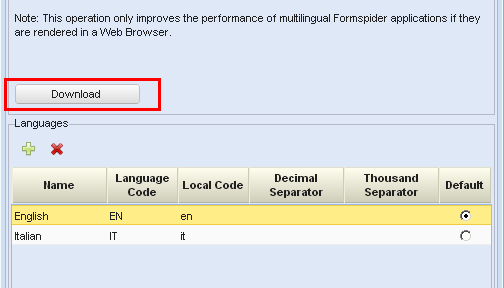 Note: This operation only improves the performance of multilingual Formspider applications if they
are rendered in a Web Browser.
Download
Languages
Name Language Code Local Code Decimal Separator Thousand Separator Default
English EN en
Italian IT it